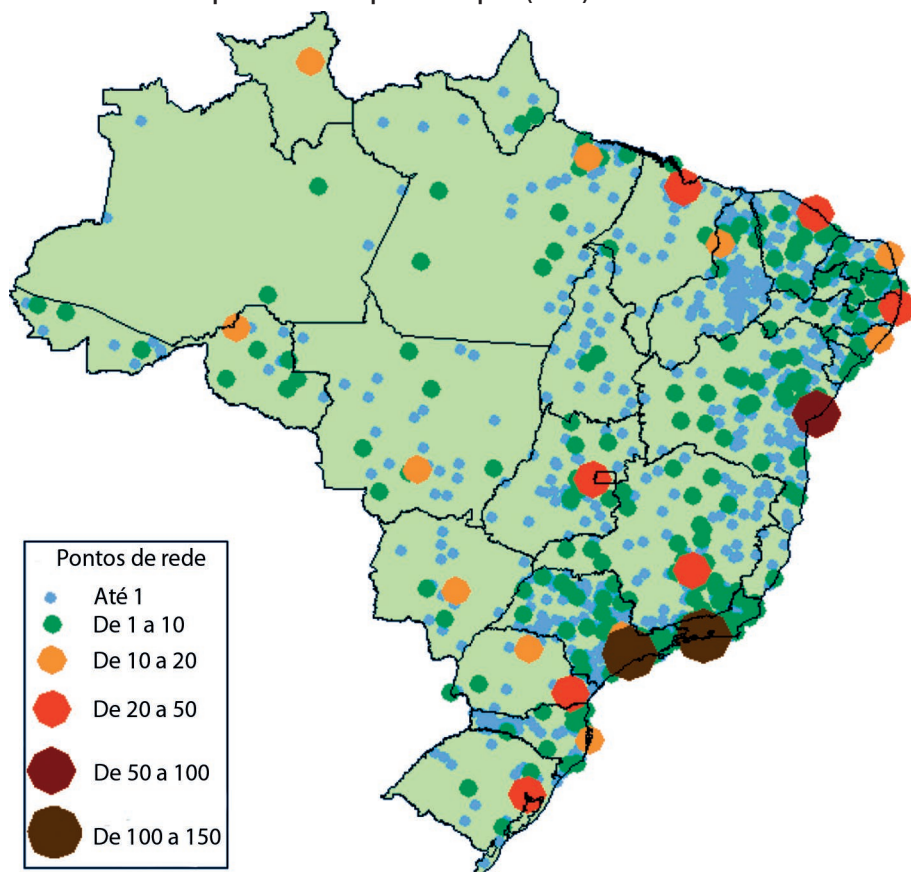 Pontos de rede
Até 1
De 1 a 10
De 10 a 20
De 20 a 50
De 50 a 100
De 100 a 150